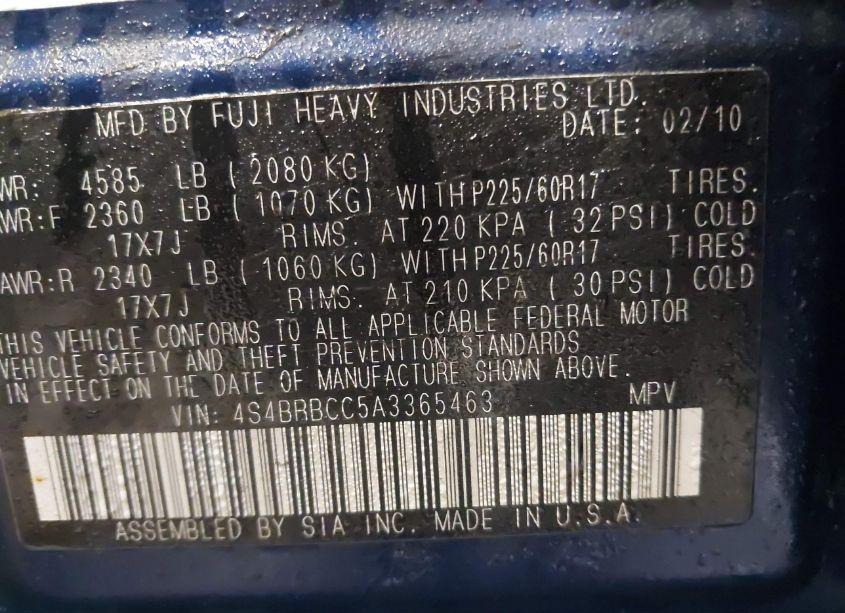 MFD BY FUJI HEAVY INDUSTRIES LTD.
DATE: 02/10
WR: 4585 LB ( 2080 KG)
AWR:F 2360 LB ( 1070 KG) WITH P225/60R17 TIRES.
17X7J RIMS. AT 220 KPA ( 32 PSI) COLD
AWR:R 2340 LB ( 1060 KG) WITH P225/60R17 TIRES.
17X7J RIMS. AT 210 KPA ( 30 PSI) COLD
THIS VEHICLE CONFORMS TO ALL APPLICABLE FEDERAL MOTOR
VEHICLE SAFETY AND THEFT PREVENTION STANDARDS
IN EFFECT ON THE DATE OF MANUFACTURE SHOWN ABOVE.
VIN: 4S4BRBCC5A3365463 MPV
ASSEMBLED BY SIA INC. MADE IN U.S.A.